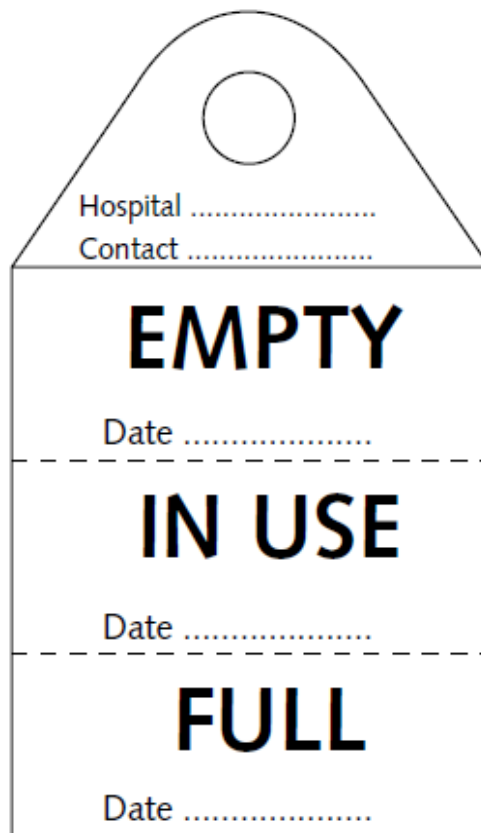 Hospital .......................
Contact .......................
EMPTY
Date ....................
IN USE
Date ....................
FULL
Date ....................